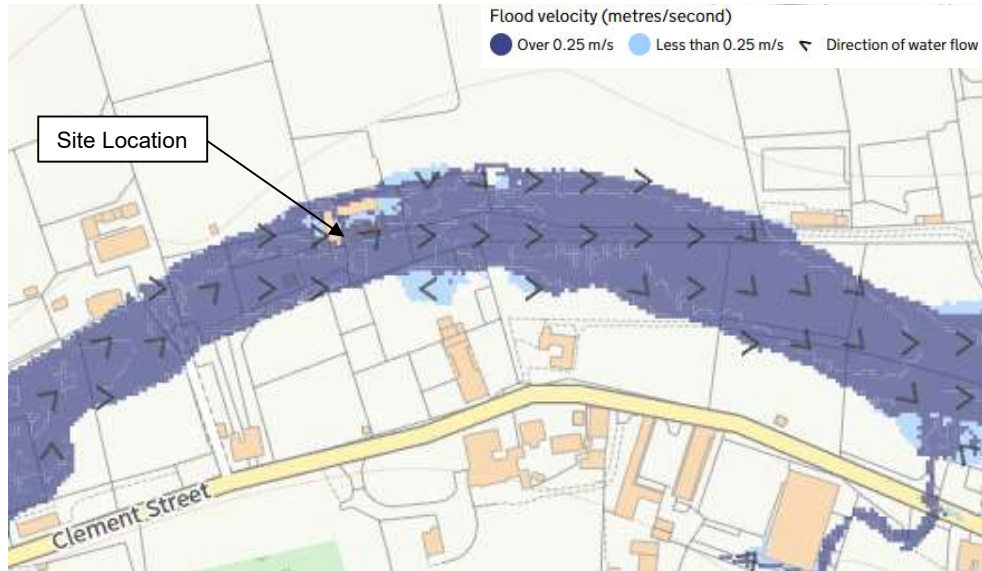 Flood velocity (metres/second)
Over 0.25 m/s Less than 0.25 m/s Direction of water flow
Site Location
Clement Street